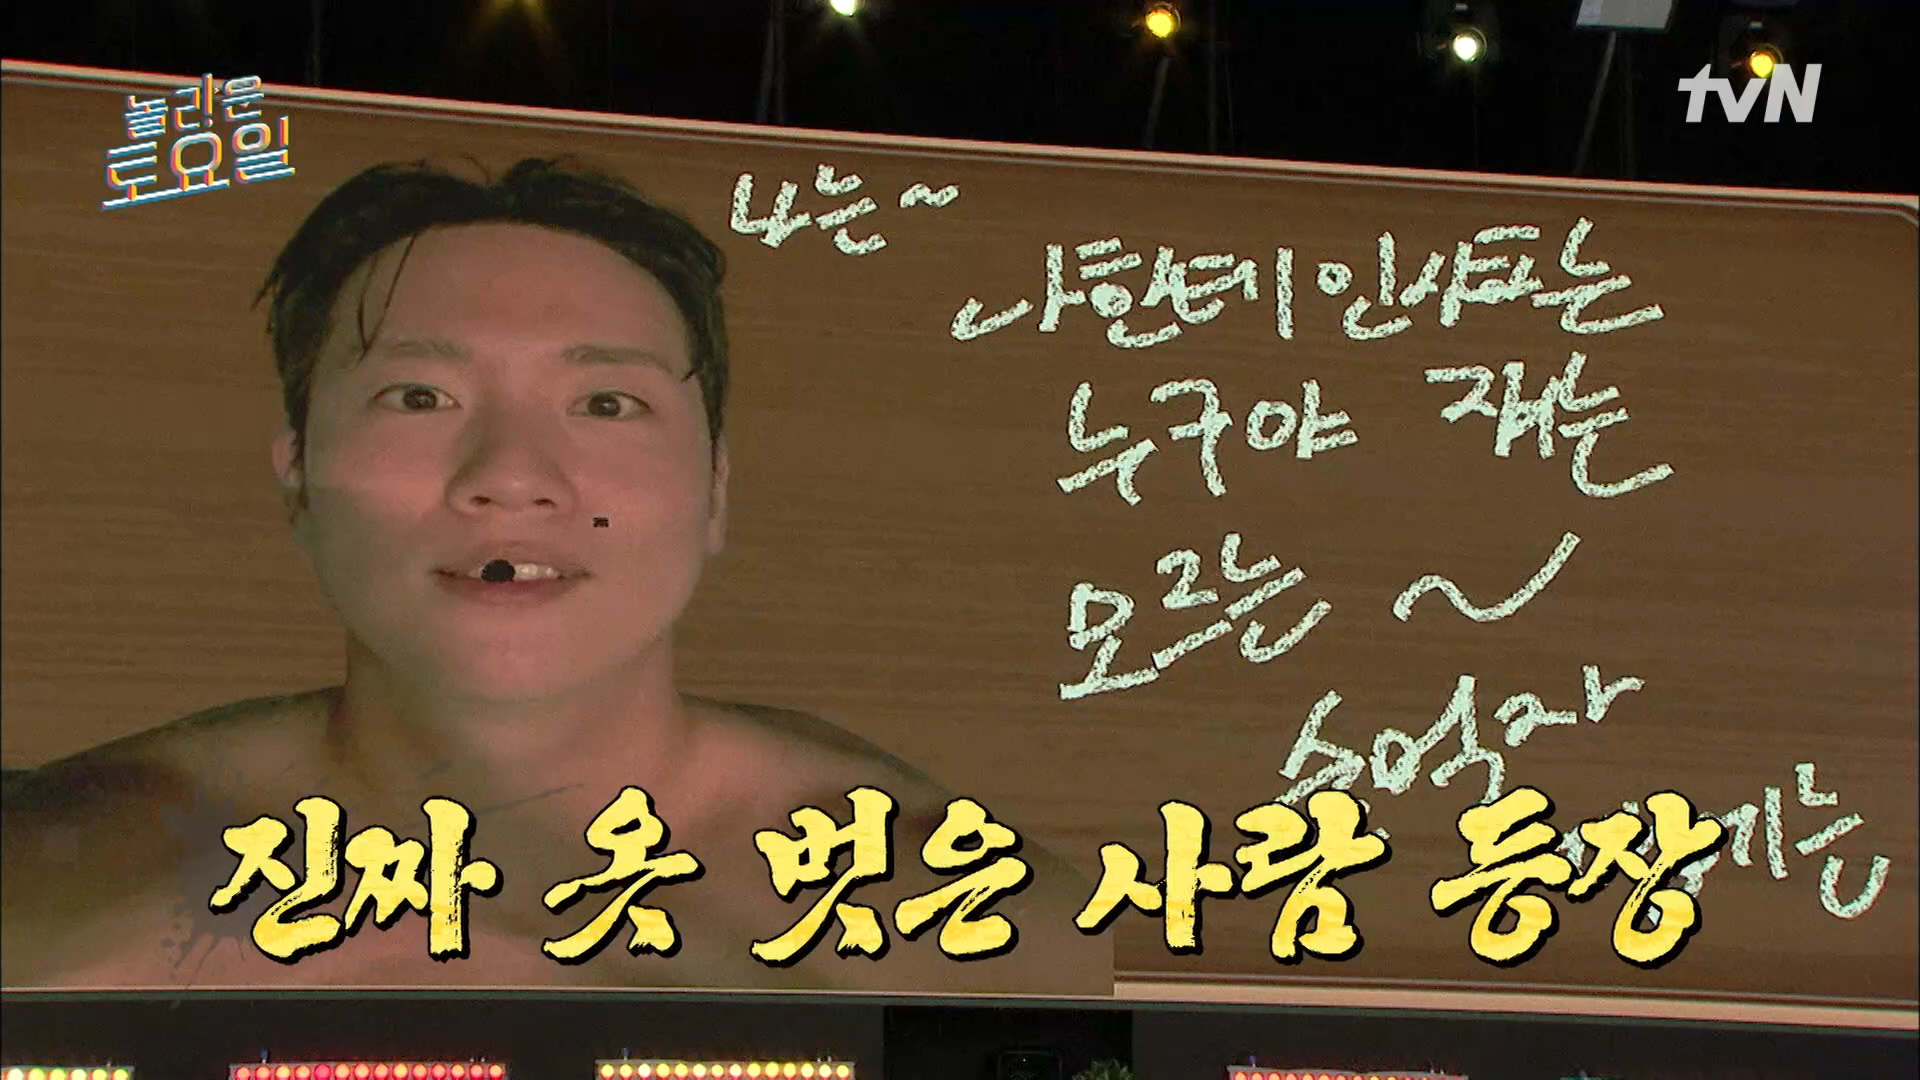 놀라운
토요일
tvN
나는~
나한테 인사하는
누구야 쟤는
모르는 ~
진짜 옷 벗은 사람 등장